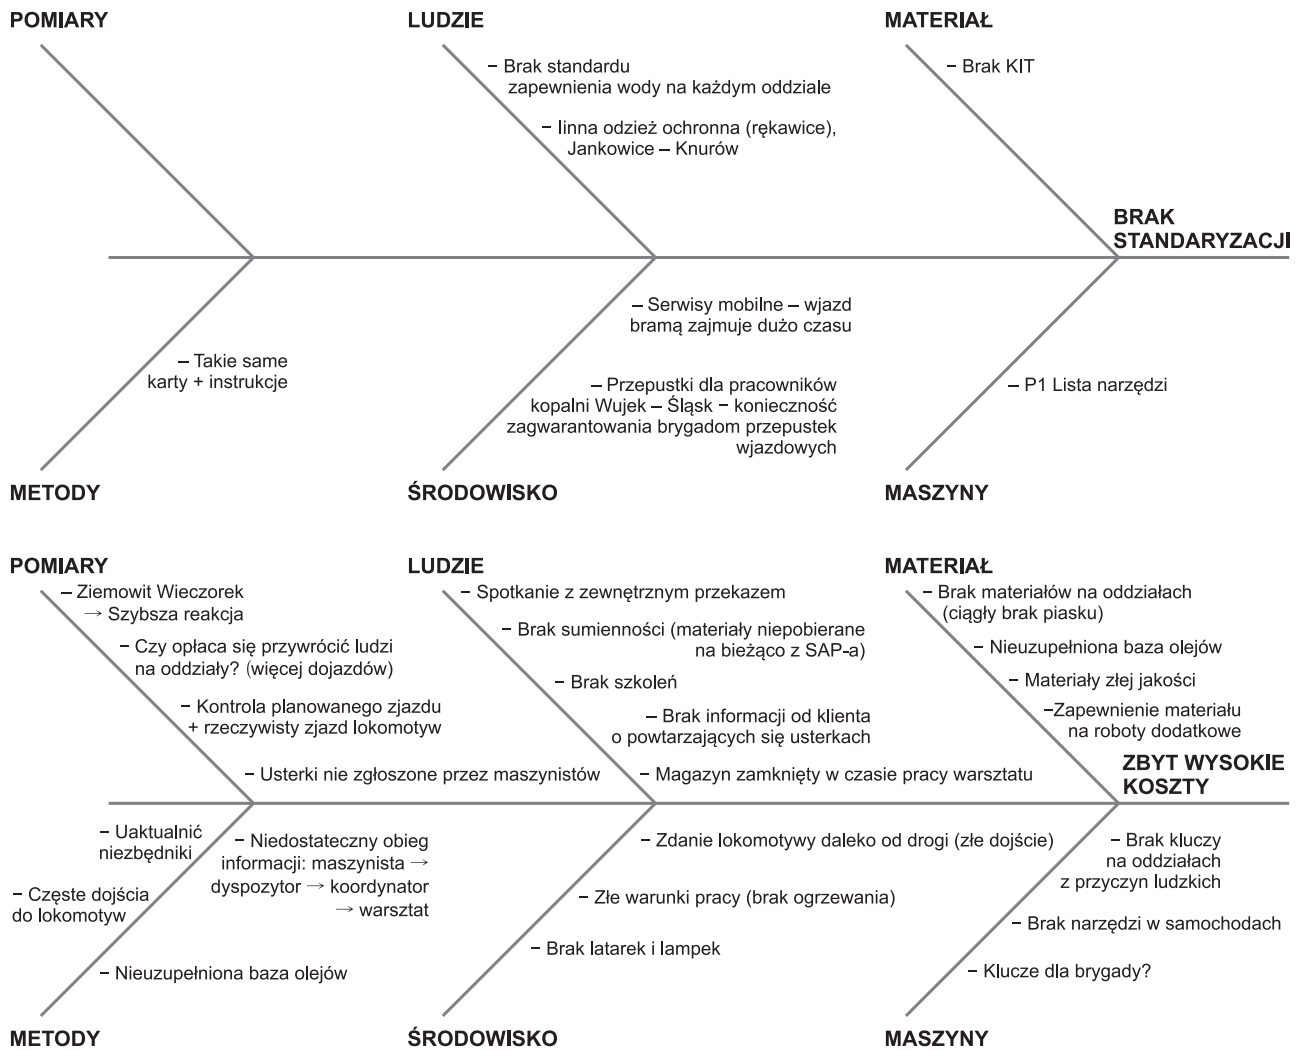 POMIARY
LUDZIE
MATERIAŁ
– Brak standardu
zapewnienia wody na każdym oddziale
– Iinna odzież ochronna (rękawice),
Jankowice – Knurów
– Brak KIT
BRAK
STANDARYZACJI
– Takie same
karty + instrukcje
– Serwisy mobilne – wjazd
bramą zajmuje dużo czasu
– Przepustki dla pracowników
kopalni Wujek – Śląsk – konieczność
zagwarantowania brygadom przepustek
wjazdowych
– P1 Lista narzędzi
METODY
ŚRODOWISKO
MASZYNY
POMIARY
LUDZIE
MATERIAŁ
– Ziemowit Wieczorek
→ Szybsza reakcja
– Czy opłaca się przywrócić ludzi
na oddziały? (więcej dojazdów)
– Kontrola planowanego zjazdu
+ rzeczywisty zjazd lokomotyw
– Usterki nie zgłoszone przez maszynistów
– Spotkanie z zewnętrznym przekazem
– Brak sumienności (materiały niepobierane
na bieżąco z SAP-a)
– Brak szkoleń
– Brak informacji od klienta
o powtarzających się usterkach
– Magazyn zamknięty w czasie pracy warsztatu
– Brak materiałów na oddziałach
(ciągły brak piasku)
– Nieuzupełniona baza olejów
– Materiały złej jakości
–Zapewnienie materiału
na roboty dodatkowe
ZBYT WYSOKIE
KOSZTY
– Uaktualnić
niezbędniki
– Niedostateczny obieg
informacji: maszynista →
dyspozytor → koordynator
→ warsztat
– Częste dojścia
do lokomotyw
– Nieuzupełniona baza olejów
– Zdanie lokomotywy daleko od drogi (złe dojście)
– Złe warunki pracy (brak ogrzewania)
– Brak latarek i lampek
– Brak kluczy
na oddziałach
z przyczyn ludzkich
– Brak narzędzi w samochodach
– Klucze dla brygady?
METODY
ŚRODOWISKO
MASZYNY